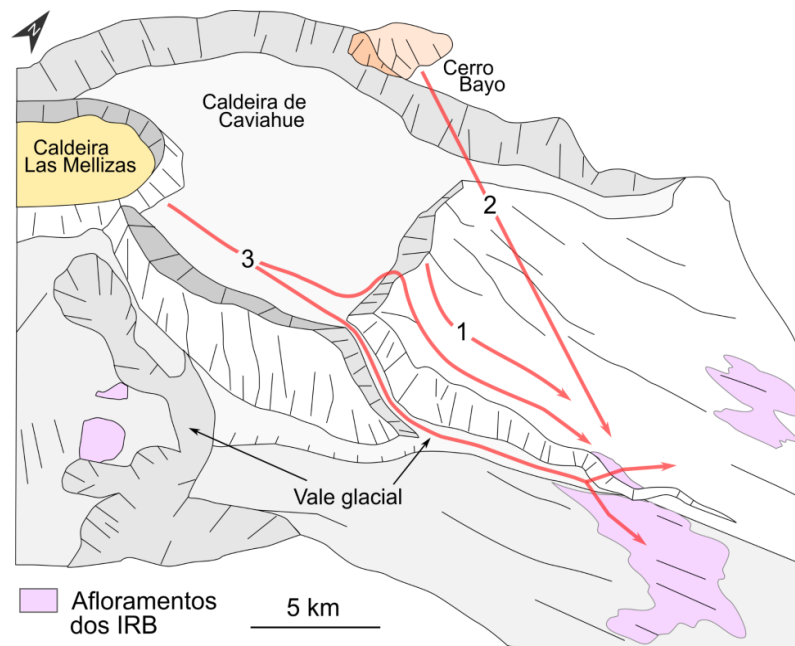 N
Cerro
Bayo
Caldeira de
Caviahue
Caldeira
Las Mellizas
2
3
1
Vale glacial
Afloramentos
dos IRB
5 km